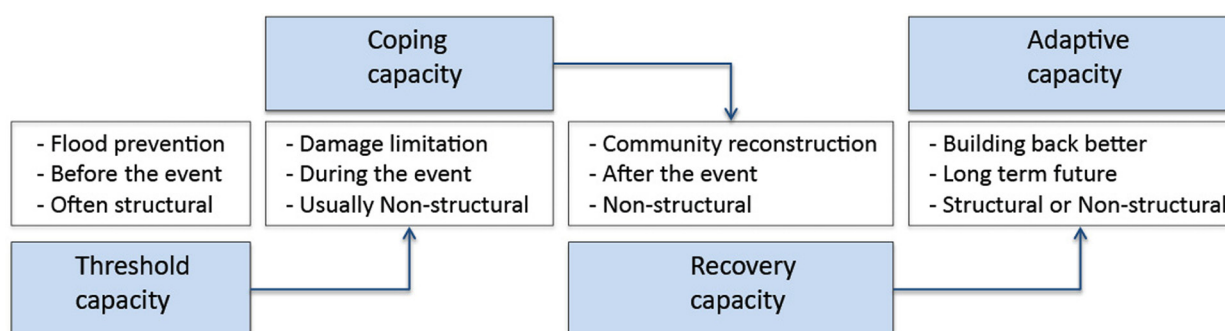 Coping
capacity
Adaptive
capacity
- Flood prevention
- Before the event
- Often structural
- Damage limitation
- During the event
- Usually Non-structural
- Community reconstruction
- After the event
- Non-structural
- Building back better
- Long term future
- Structural or Non-structural
Threshold
capacity
Recovery
capacity